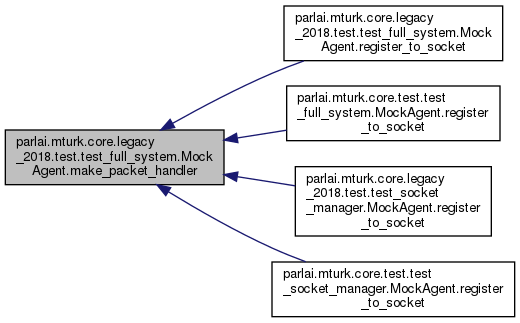 parlai.mturk.core.legacy
_2018.test.test_full_system.Mock
Agent.register_to_socket
parlai.mturk.core.test.test
_full_system.MockAgent.register
_to_socket
parlai.mturk.core.legacy
_2018.test.test_full_system.Mock
Agent.make_packet_handler
parlai.mturk.core.legacy
_2018.test.test_socket
_manager.MockAgent.register
_to_socket
parlai.mturk.core.test.test
_socket_manager.MockAgent.register
_to_socket